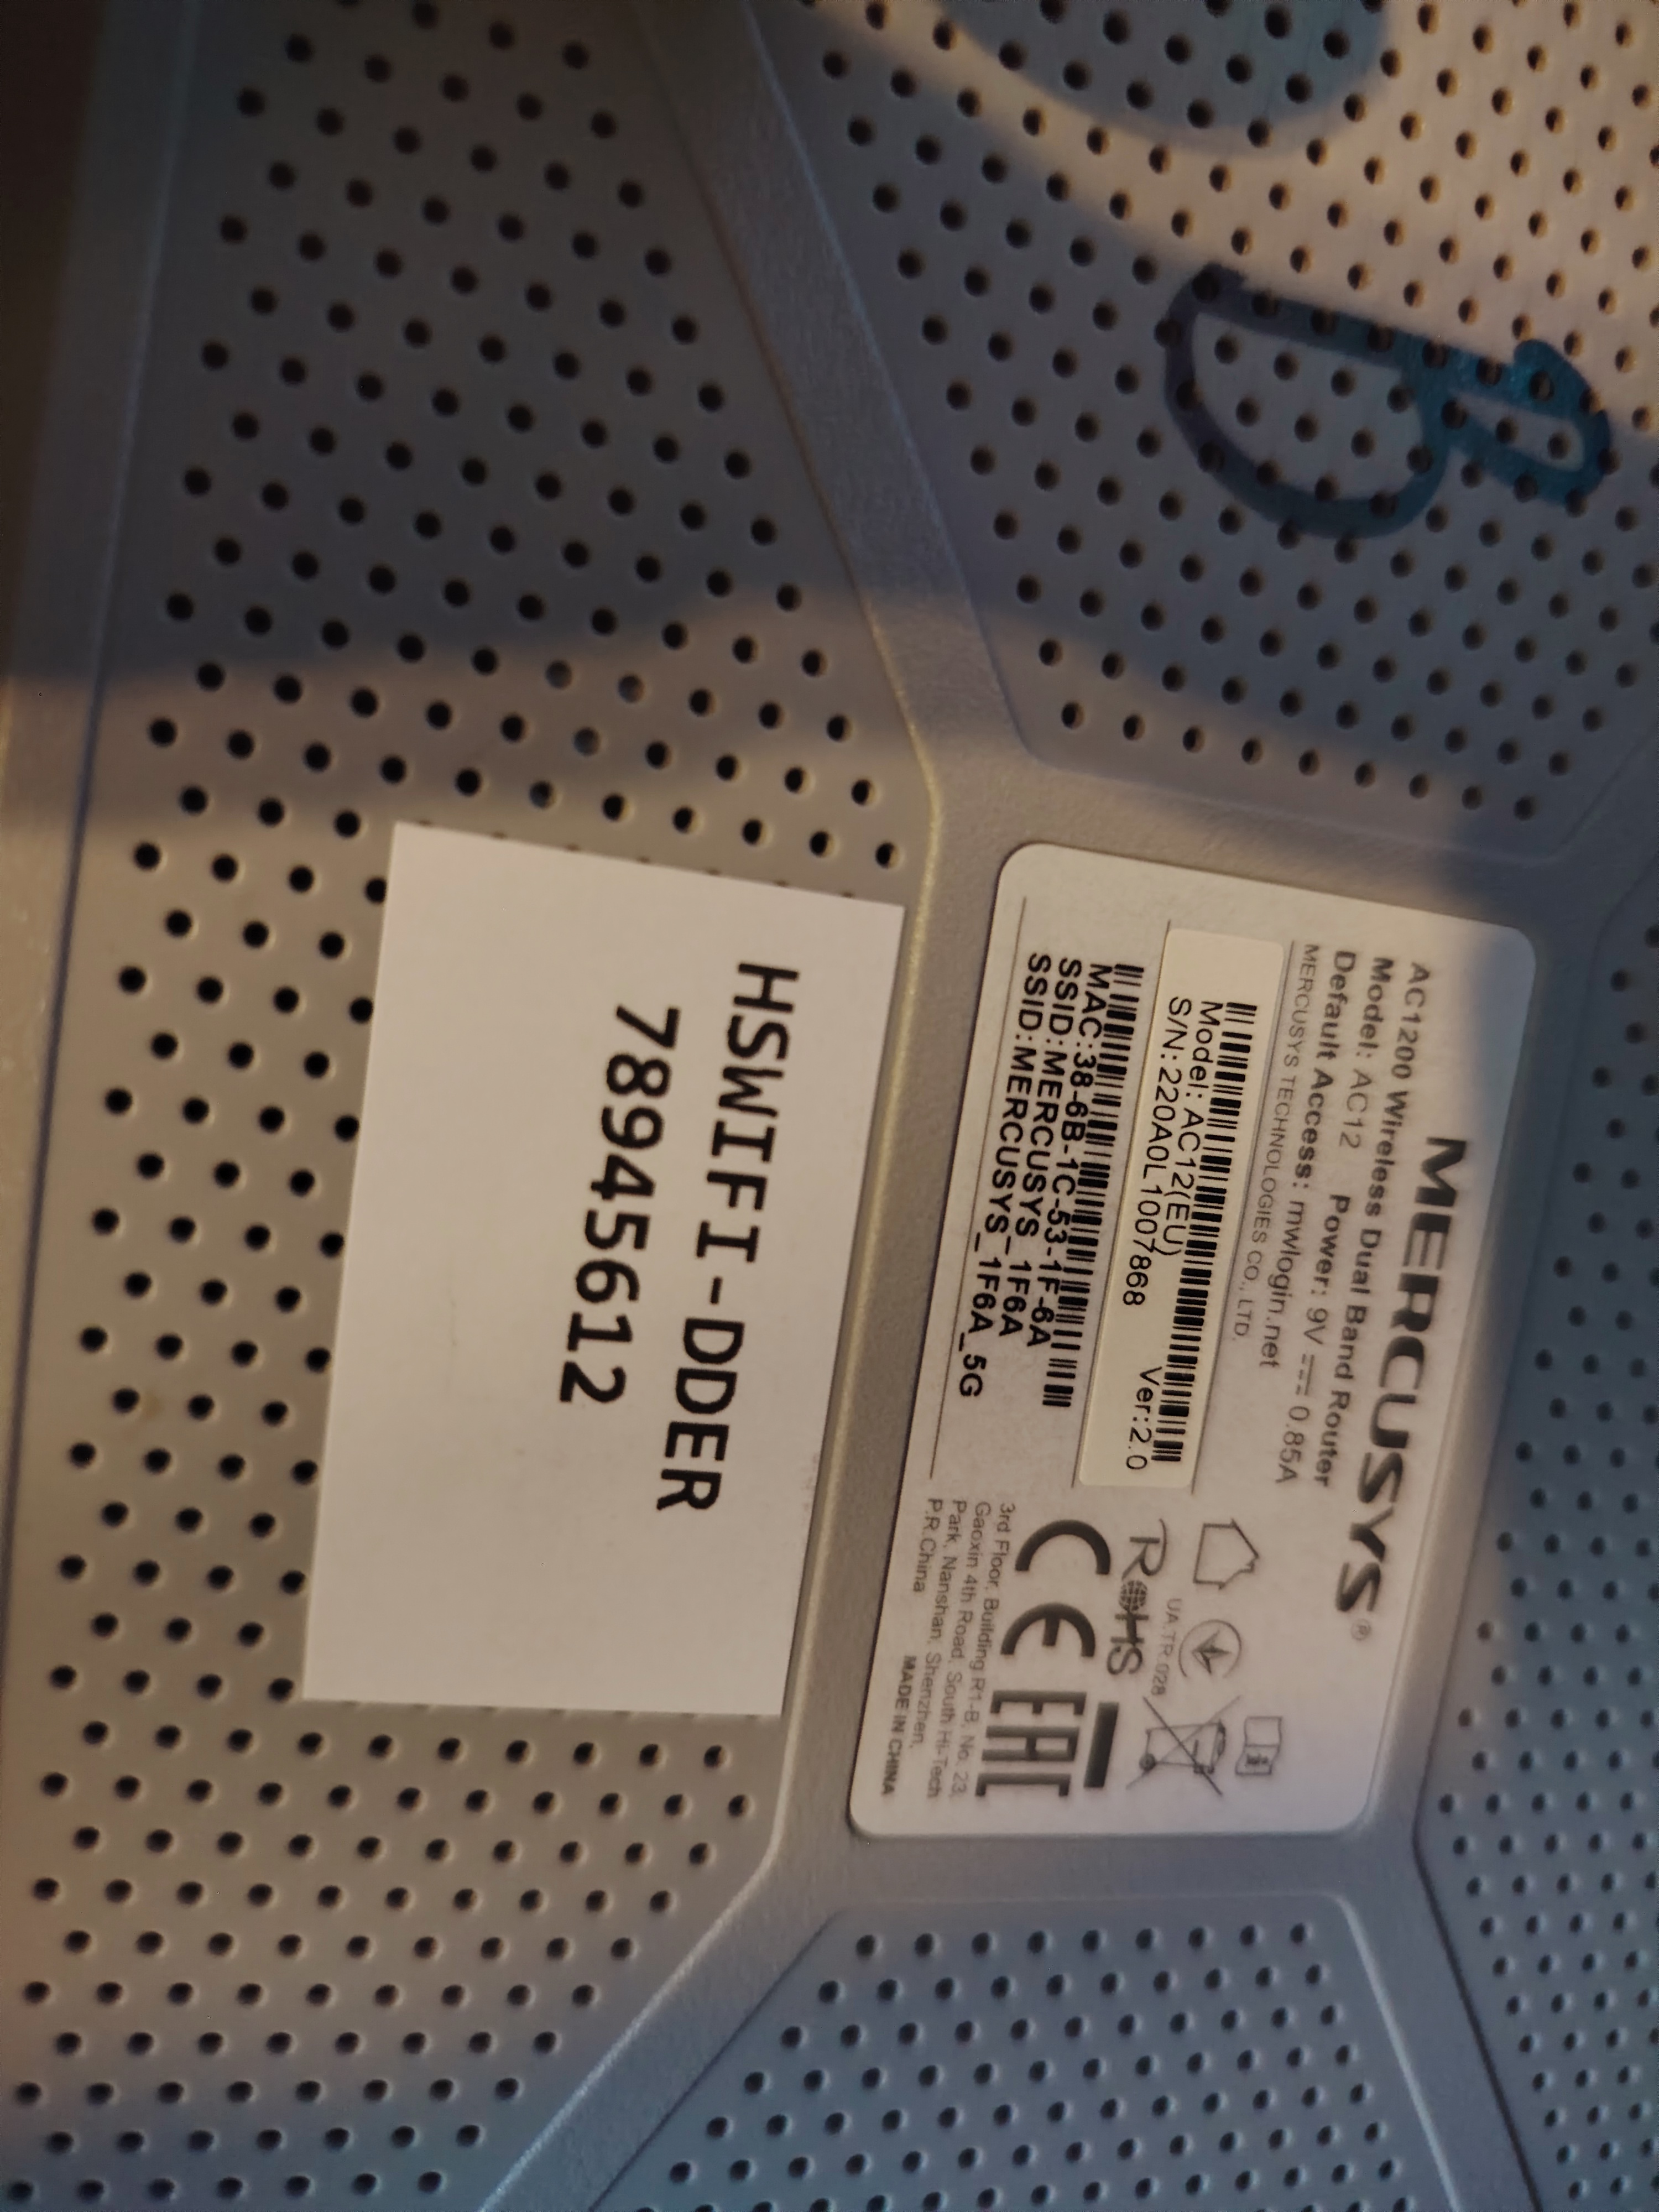 MERCUSYS®
AC1200 Wireless Dual Band Router
Model: AC12 Power: 9V⎓0.85A
Default Access: mwlogin.net
MERCUSYS TECHNOLOGIES CO., LTD.
Model: AC12(EU)
S/N:220A0L1007868 Ver:2.0
MAC:38-6B-1C-53-1F-6A
SSID:MERCUSYS_1F6A
SSID:MERCUSYS_1F6A_5G
UA.TR.028
RoHS
CE EAC
3rd Floor, Building R1-B, No. 23,
Gaoxin 4th Road, South Hi-Tech
Park, Nanshan, Shenzhen,
P.R.China
MADE IN CHINA
HSWIFI-DDER
78945612